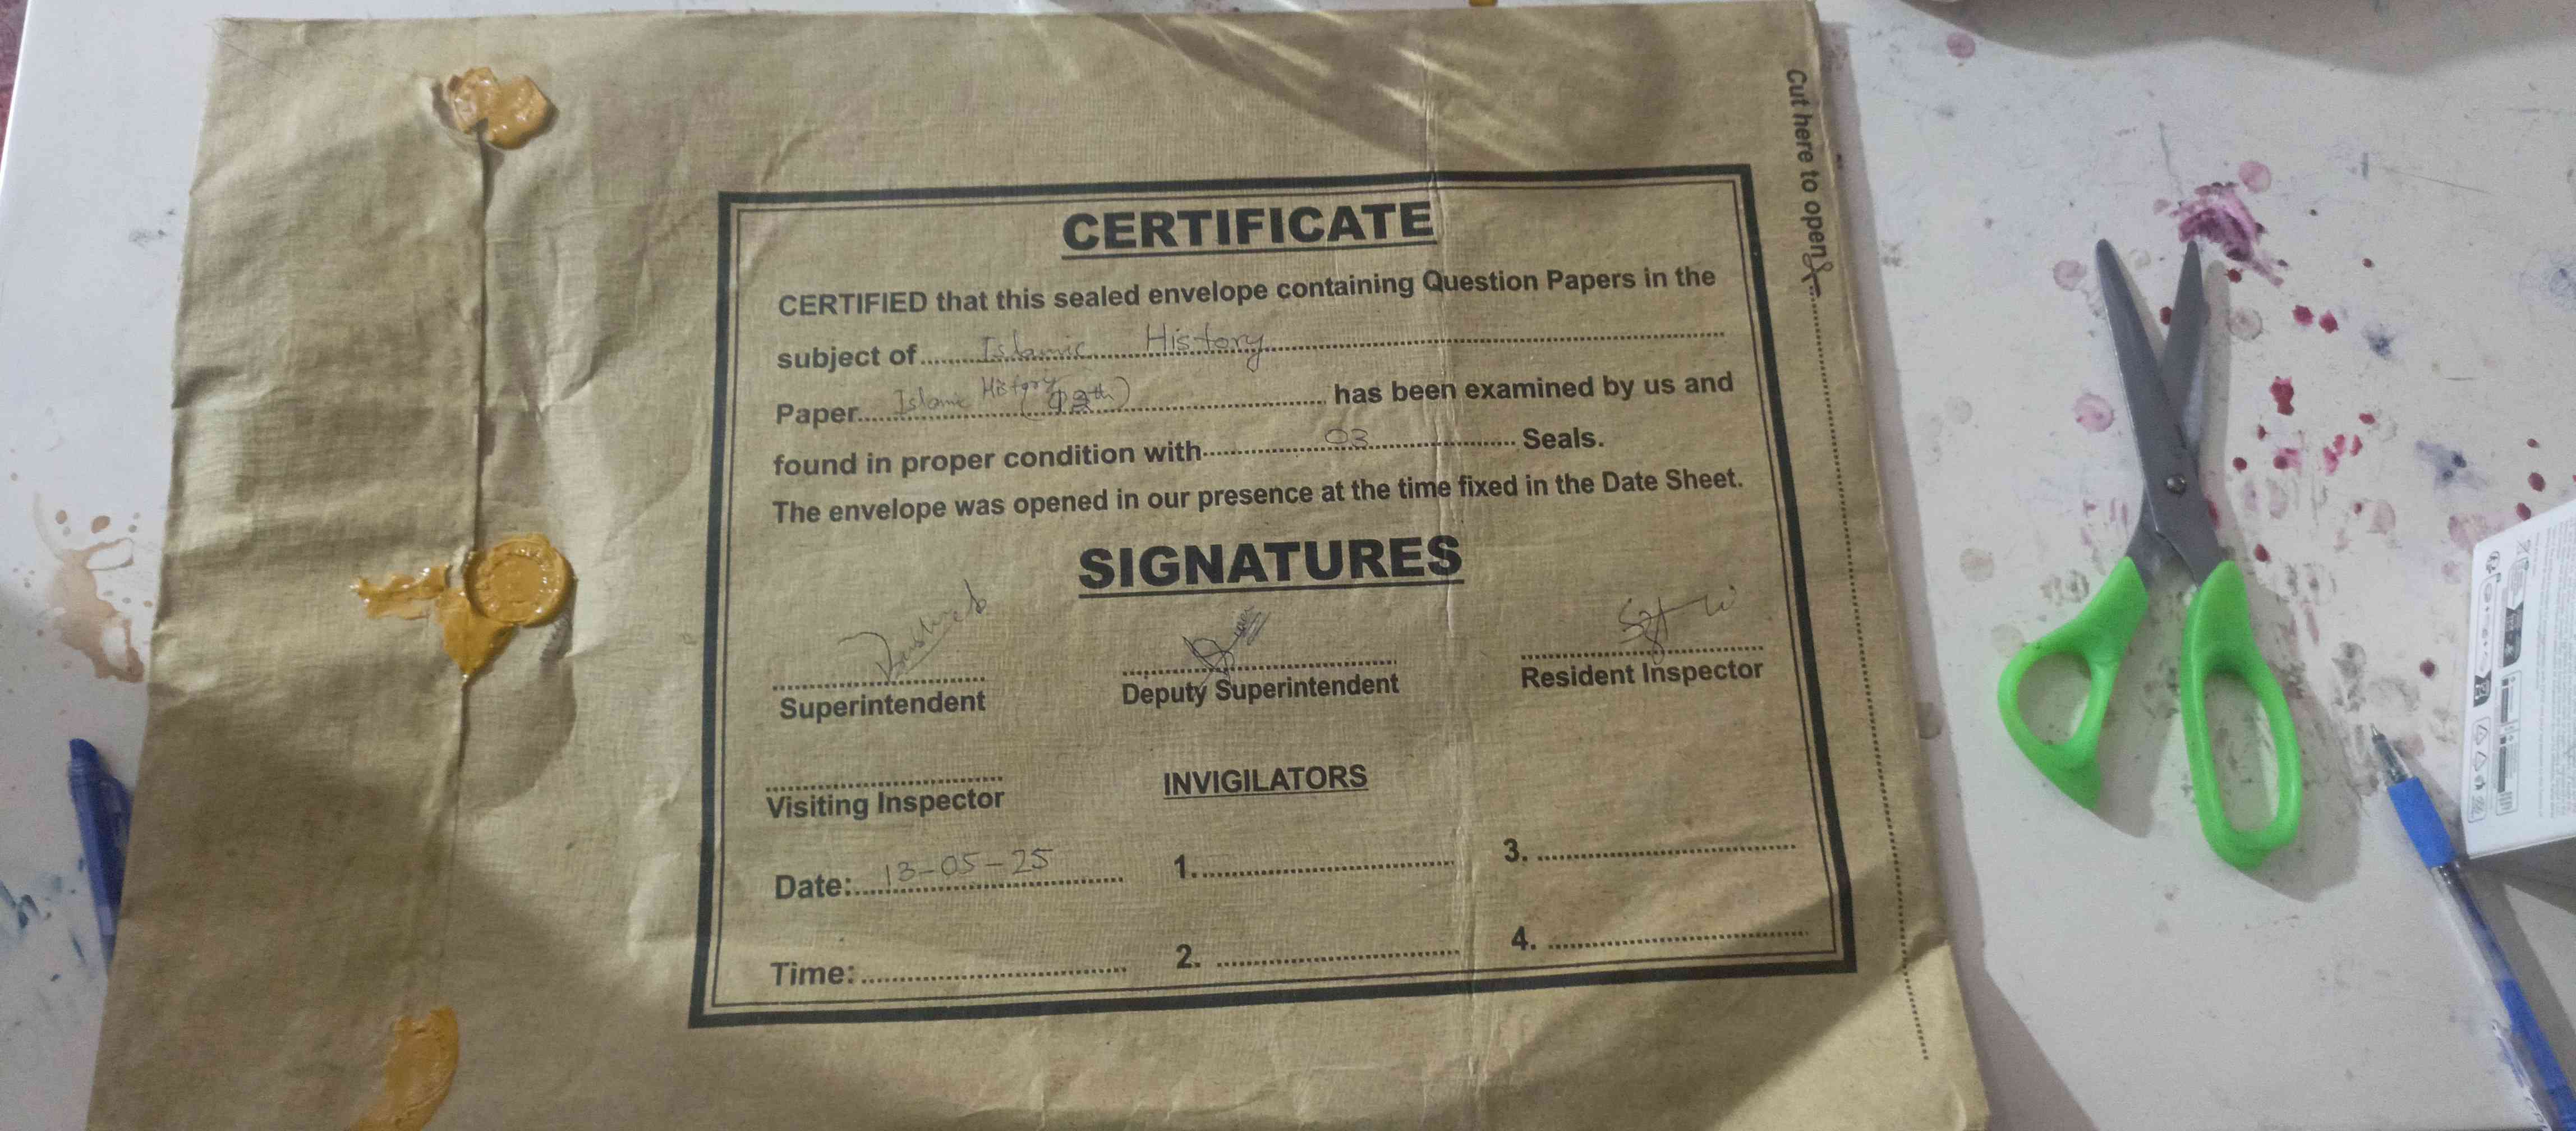 Cut here to open
CERTIFICATE
CERTIFIED that this sealed envelope containing Question Papers in the
subject of Islamic History
Paper Islamic History (12th) has been examined by us and
found in proper condition with 03 Seals.
The envelope was opened in our presence at the time fixed in the Date Sheet.
SIGNATURES
Superintendent Deputy Superintendent Resident Inspector
Visiting Inspector INVIGILATORS
Date: 13-05-25 1. 3.
Time: 2. 4.